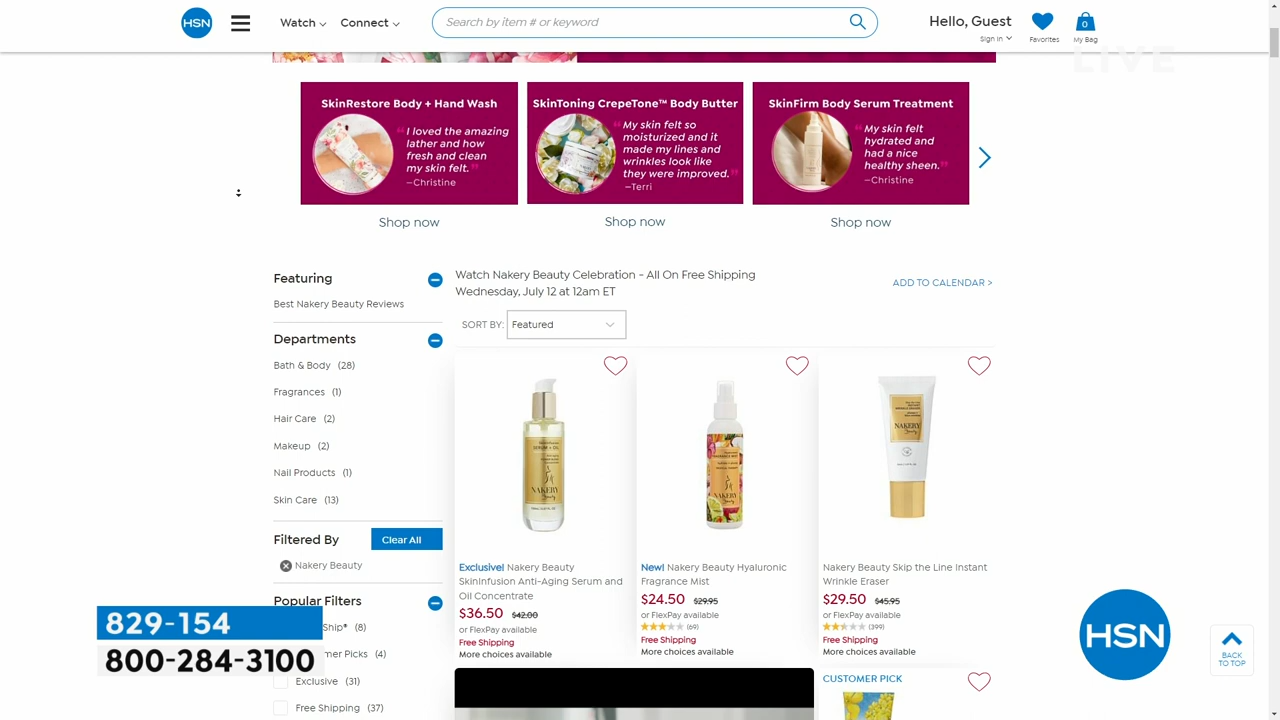 HSN
Watch
Connect
Search by item # or keyword
Hello, Guest
Sign In
Favorites
0
My Bag
LIVE
SkinRestore Body + Hand Wash
"I loved the amazing
lather and how
fresh and clean
my skin felt."
—Christine
SkinToning CrepeTone™ Body Butter
"My skin felt so
moisturized and it
made my lines and
wrinkles look like
they were improved."
—Terri
SkinFirm Body Serum Treatment
"My skin felt
hydrated and
had a nice
healthy sheen."
—Christine
Shop now
Shop now
Shop now
Featuring
Best Nakery Beauty Reviews
Departments
Bath & Body (28)
Fragrances (1)
Hair Care (2)
Makeup (2)
Nail Products (1)
Skin Care (13)
Filtered By
Clear All
Nakery Beauty
Popular Filters
Ship® (8)
mer Picks (4)
Exclusive (31)
Free Shipping (37)
829-154
800-284-3100
Watch Nakery Beauty Celebration - All On Free Shipping
Wednesday, July 12 at 12am ET
ADD TO CALENDAR >
SORT BY: Featured
NAKERY
Beauty
Exclusive! Nakery Beauty
SkinInfusion Anti-Aging Serum and
Oil Concentrate
$36.50 $42.00
or FlexPay available
Free Shipping
More choices available
NAKERY
Beauty
New! Nakery Beauty Hyaluronic
Fragrance Mist
$24.50 $29.95
or FlexPay available
(69)
Free Shipping
More choices available
NAKERY
Beauty
Nakery Beauty Skip the Line Instant
Wrinkle Eraser
$29.50 $45.95
or FlexPay available
(399)
Free Shipping
More choices available
CUSTOMER PICK
HSN
BACK
TO TOP